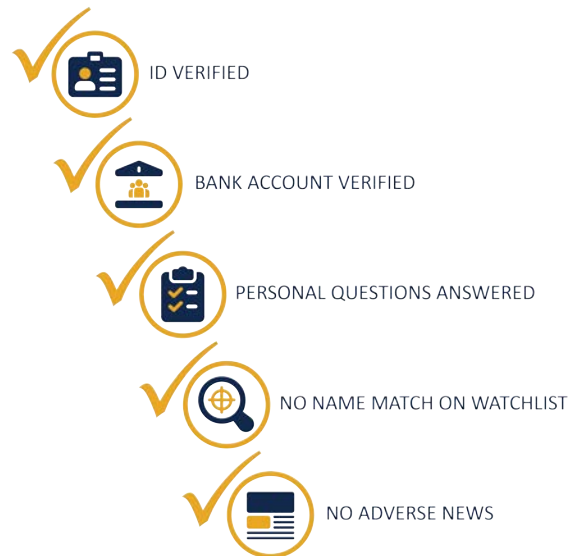 ID VERIFIED
BANK ACCOUNT VERIFIED
PERSONAL QUESTIONS ANSWERED
NO NAME MATCH ON WATCHLIST
NO ADVERSE NEWS